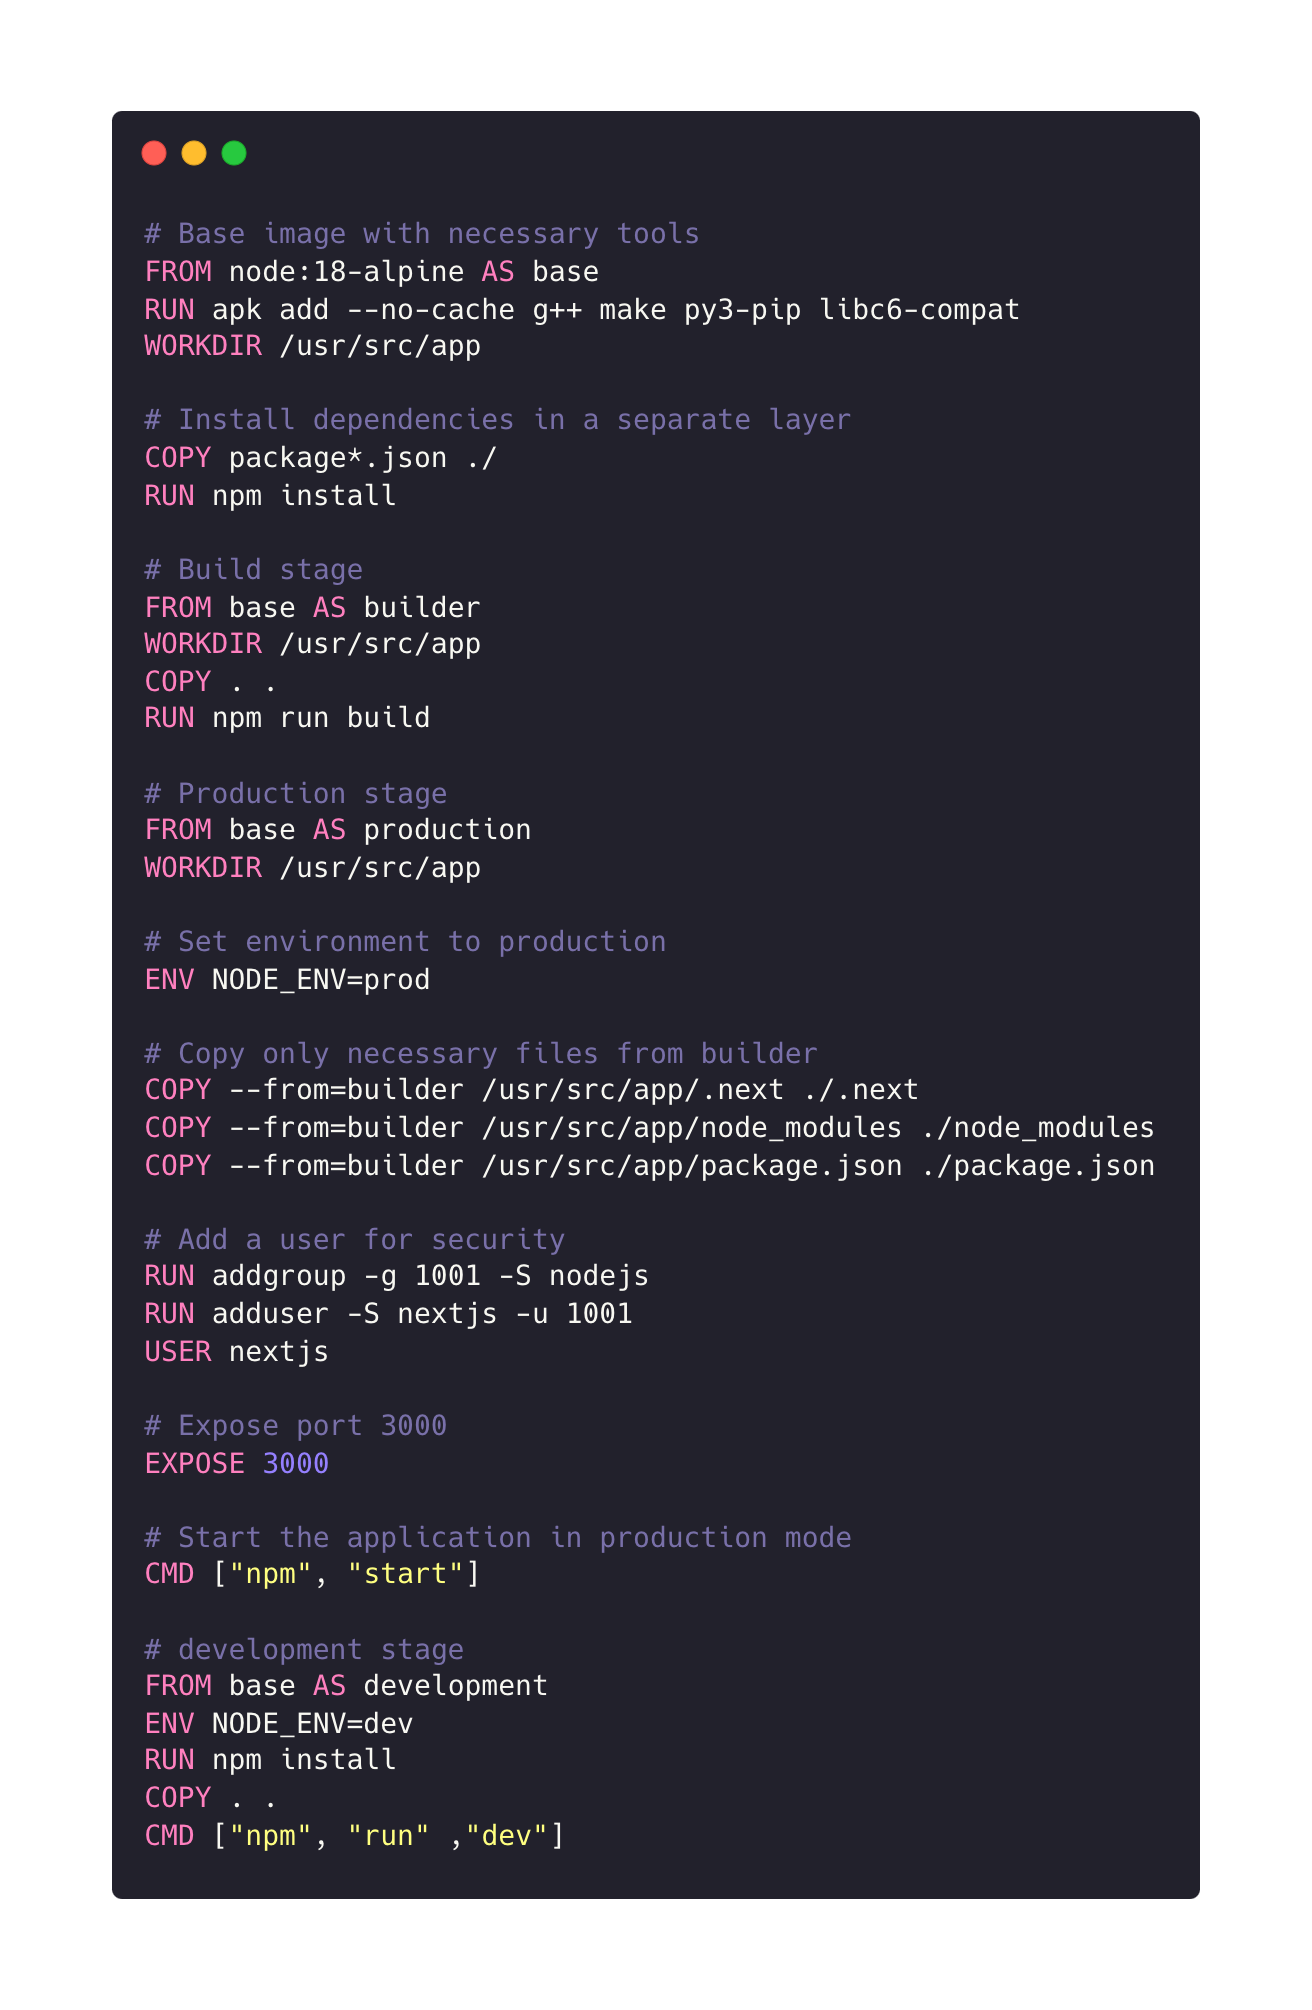 # Base image with necessary tools
FROM node:18-alpine AS base
RUN apk add --no-cache g++ make py3-pip libc6-compat
WORKDIR /usr/src/app

# Install dependencies in a separate layer
COPY package*.json ./
RUN npm install

# Build stage
FROM base AS builder
WORKDIR /usr/src/app
COPY . .
RUN npm run build

# Production stage
FROM base AS production
WORKDIR /usr/src/app

# Set environment to production
ENV NODE_ENV=prod

# Copy only necessary files from builder
COPY --from=builder /usr/src/app/.next ./.next
COPY --from=builder /usr/src/app/node_modules ./node_modules
COPY --from=builder /usr/src/app/package.json ./package.json

# Add a user for security
RUN addgroup -g 1001 -S nodejs
RUN adduser -S nextjs -u 1001
USER nextjs

# Expose port 3000
EXPOSE 3000

# Start the application in production mode
CMD ["npm", "start"]

# development stage
FROM base AS development
ENV NODE_ENV=dev
RUN npm install
COPY . .
CMD ["npm", "run" ,"dev"]